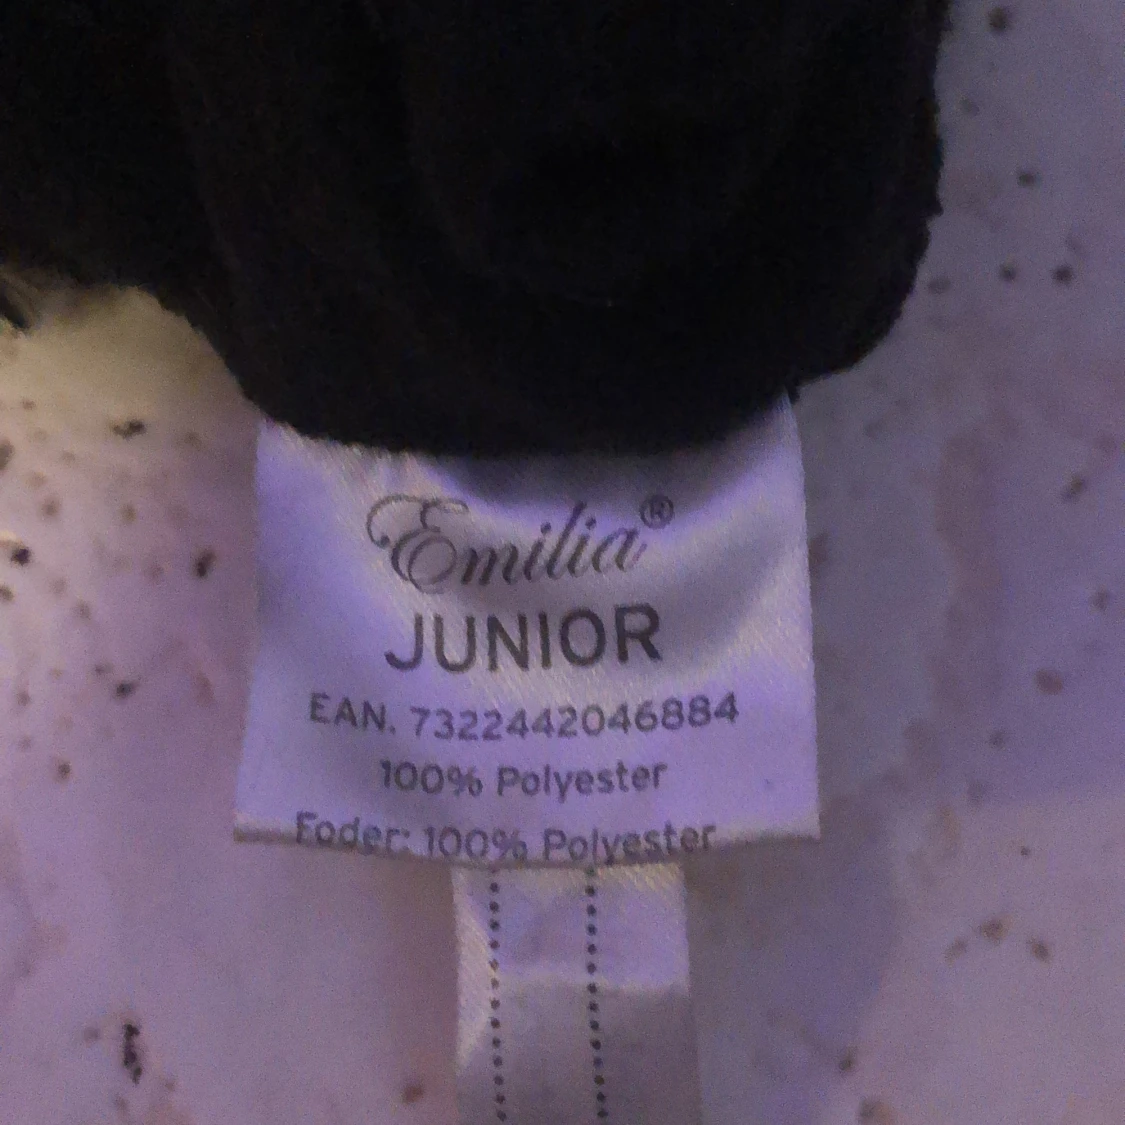 Emilia®
JUNIOR
EAN. 7322442046884
100% Polyester
Foder: 100% Polyester